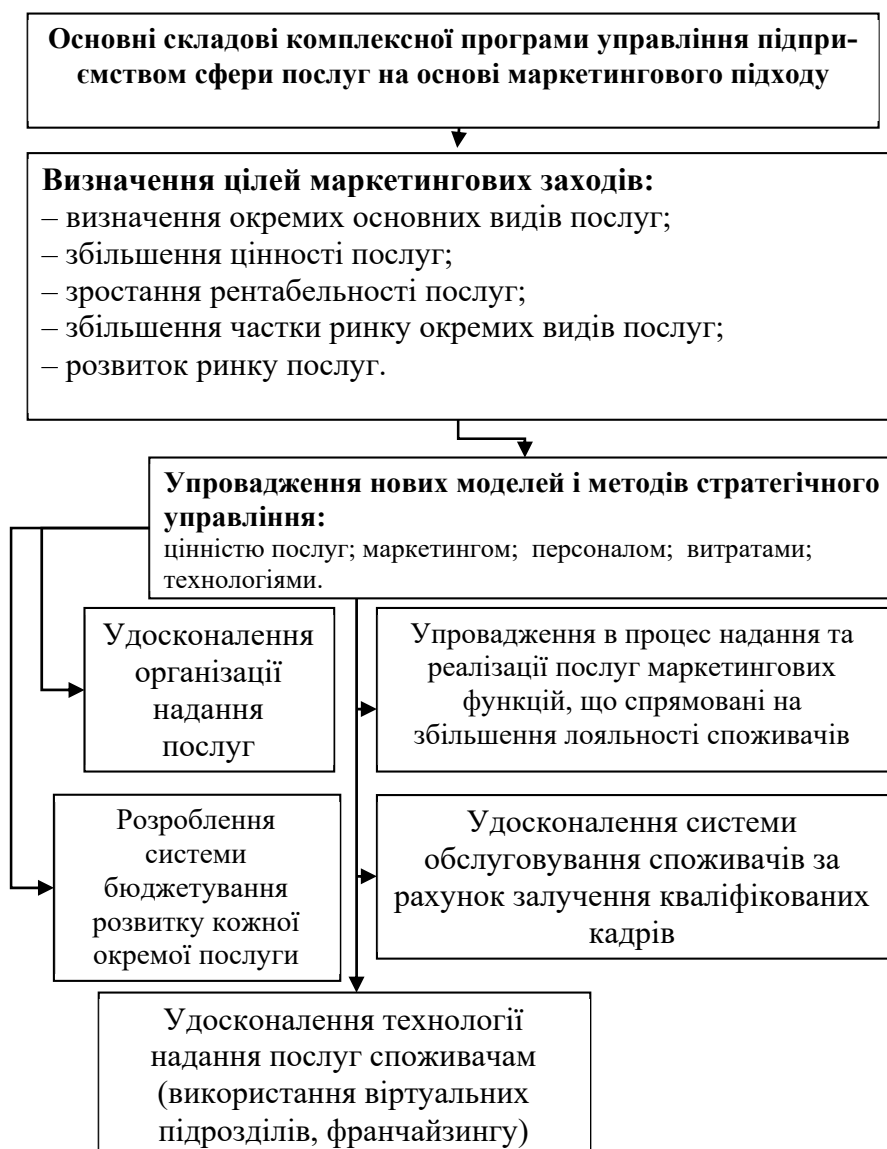 Основні складові комплексної програми управління підпри-
ємством сфери послуг на основі маркетингового підходу
Визначення цілей маркетингових заходів:
– визначення окремих основних видів послуг;
– збільшення цінності послуг;
– зростання рентабельності послуг;
– збільшення частки ринку окремих видів послуг;
– розвиток ринку послуг.
Упровадження нових моделей і методів стратегічного
управління:
цінністю послуг; маркетингом; персоналом; витратами;
технологіями.
Удосконалення
організації
надання
послуг
Упровадження в процес надання та
реалізації послуг маркетингових
функцій, що спрямовані на
збільшення лояльності споживачів
Розроблення
системи
бюджетування
розвитку кожної
окремої послуги
Удосконалення системи
обслуговування споживачів за
рахунок залучення кваліфікованих
кадрів
Удосконалення технології
надання послуг споживачам
(використання віртуальних
підрозділів, франчайзингу)